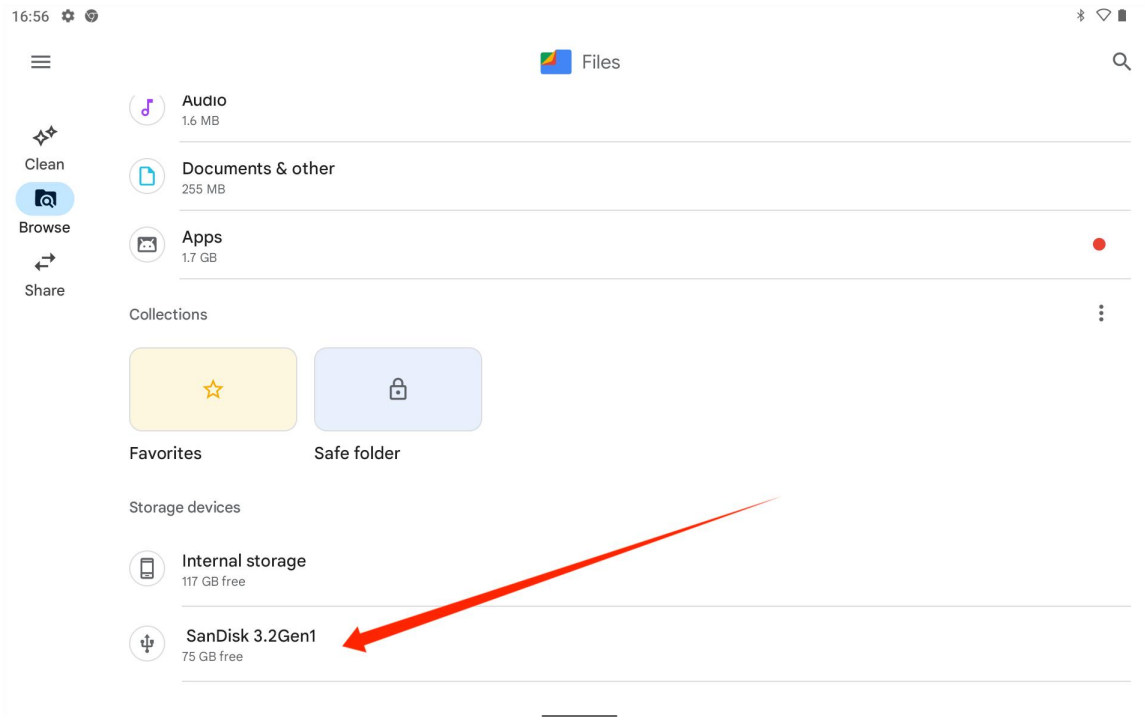 16:56
Files
Audio
1.6 MB
Clean
Documents & other
255 MB
Browse
Apps
1.7 GB
Share
Collections
Favorites
Safe folder
Storage devices
Internal storage
117 GB free
SanDisk 3.2Gen1
75 GB free